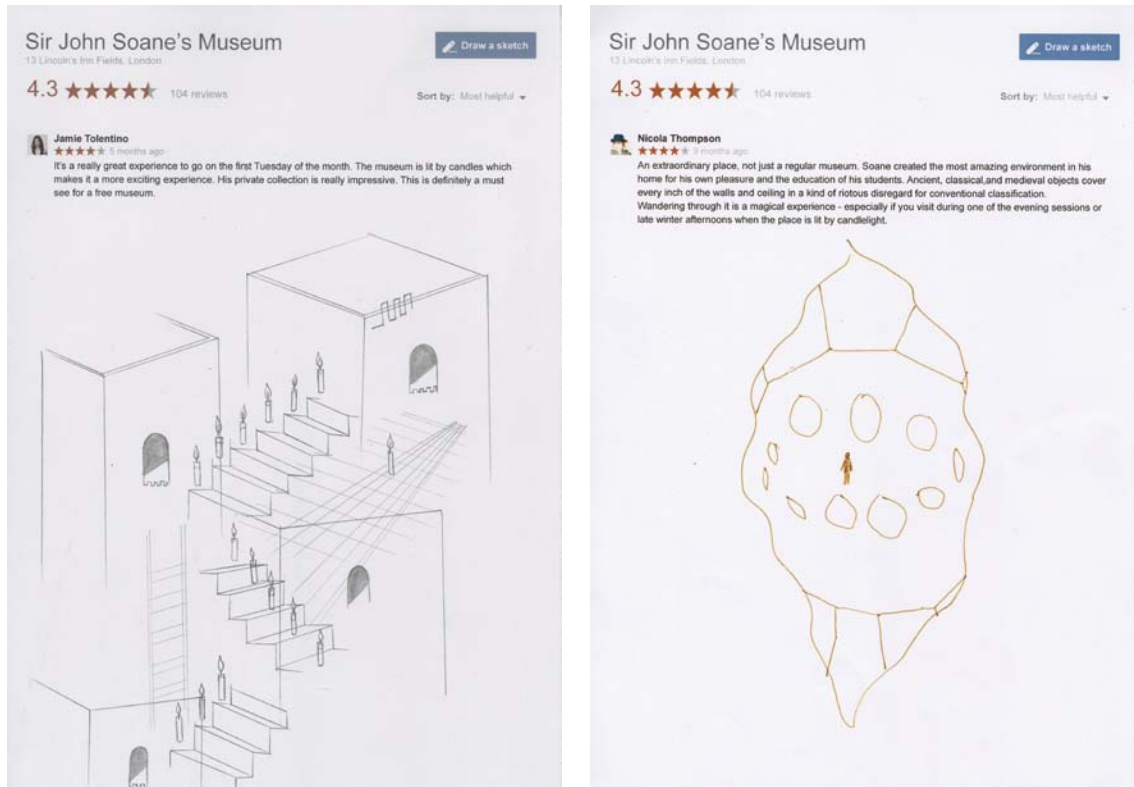 Sir John Soane's Museum
13 Lincoln's Inn Fields, London
Draw a sketch
4.3
104 reviews
Sort by: Most helpful
Jamie Tolentino
5 months ago
It's a really great experience to go on the first Tuesday of the month. The museum is lit by candles which
makes it a more exciting experience. His private collection is really impressive. This is definitely a must
see for a free museum.
Sir John Soane's Museum
13 Lincoln's Inn Fields, London
Draw a sketch
4.3
104 reviews
Sort by: Most helpful
Nicola Thompson
9 months ago
An extraordinary place, not just a regular museum. Soane created the most amazing environment in his
home for his own pleasure and the education of his students. Ancient, classical,and medieval objects cover
every inch of the walls and ceiling in a kind of riotous disregard for conventional classification.
Wandering through it is a magical experience - especially if you visit during one of the evening sessions or
late winter afternoons when the place is lit by candlelight.